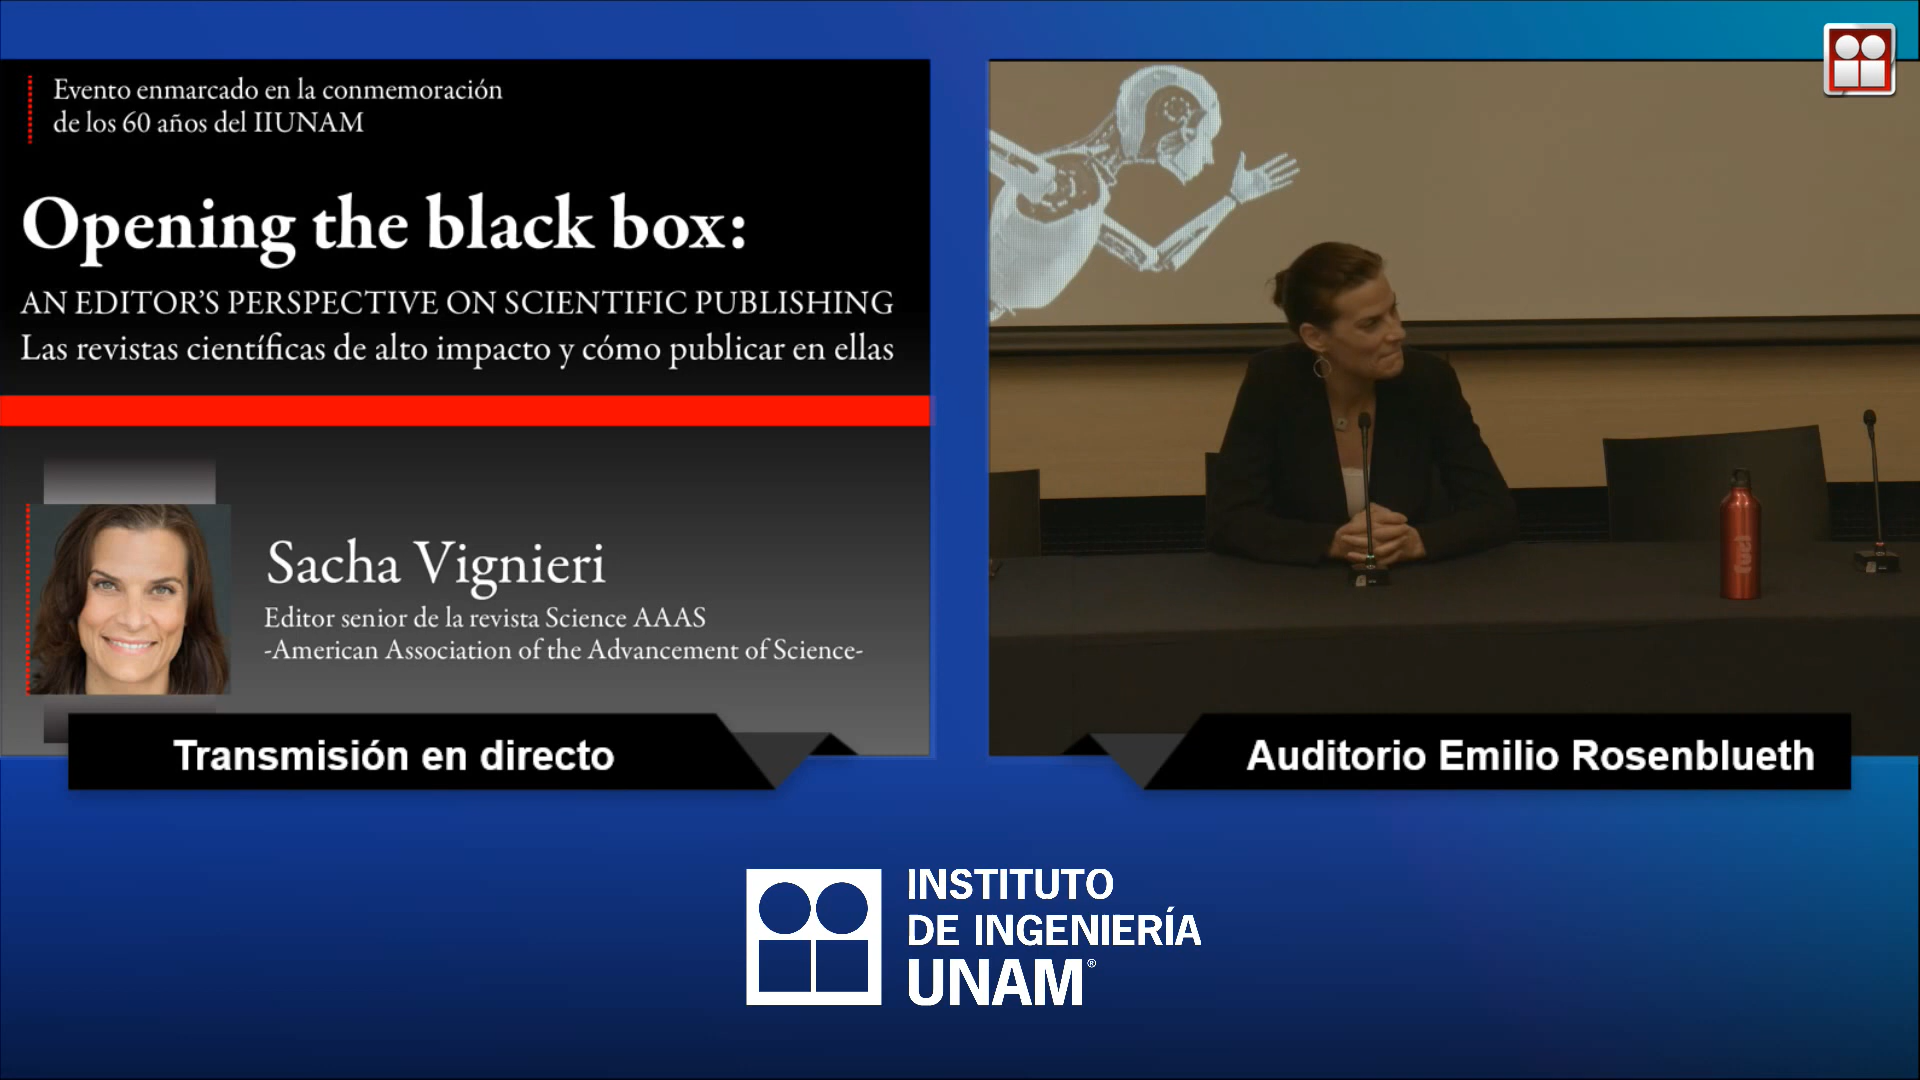 Evento enmarcado en la conmemoración
de los 60 años del IIUNAM
Opening the black box:
AN EDITOR'S PERSPECTIVE ON SCIENTIFIC PUBLISHING
Las revistas científicas de alto impacto y cómo publicar en ellas
Sacha Vignieri
Editor senior de la revista Science AAAS
-American Association of the Advancement of Science-
Transmisión en directo
fuel
Auditorio Emilio Rosenblueth
INSTITUTO
DE INGENIERÍA
UNAM®